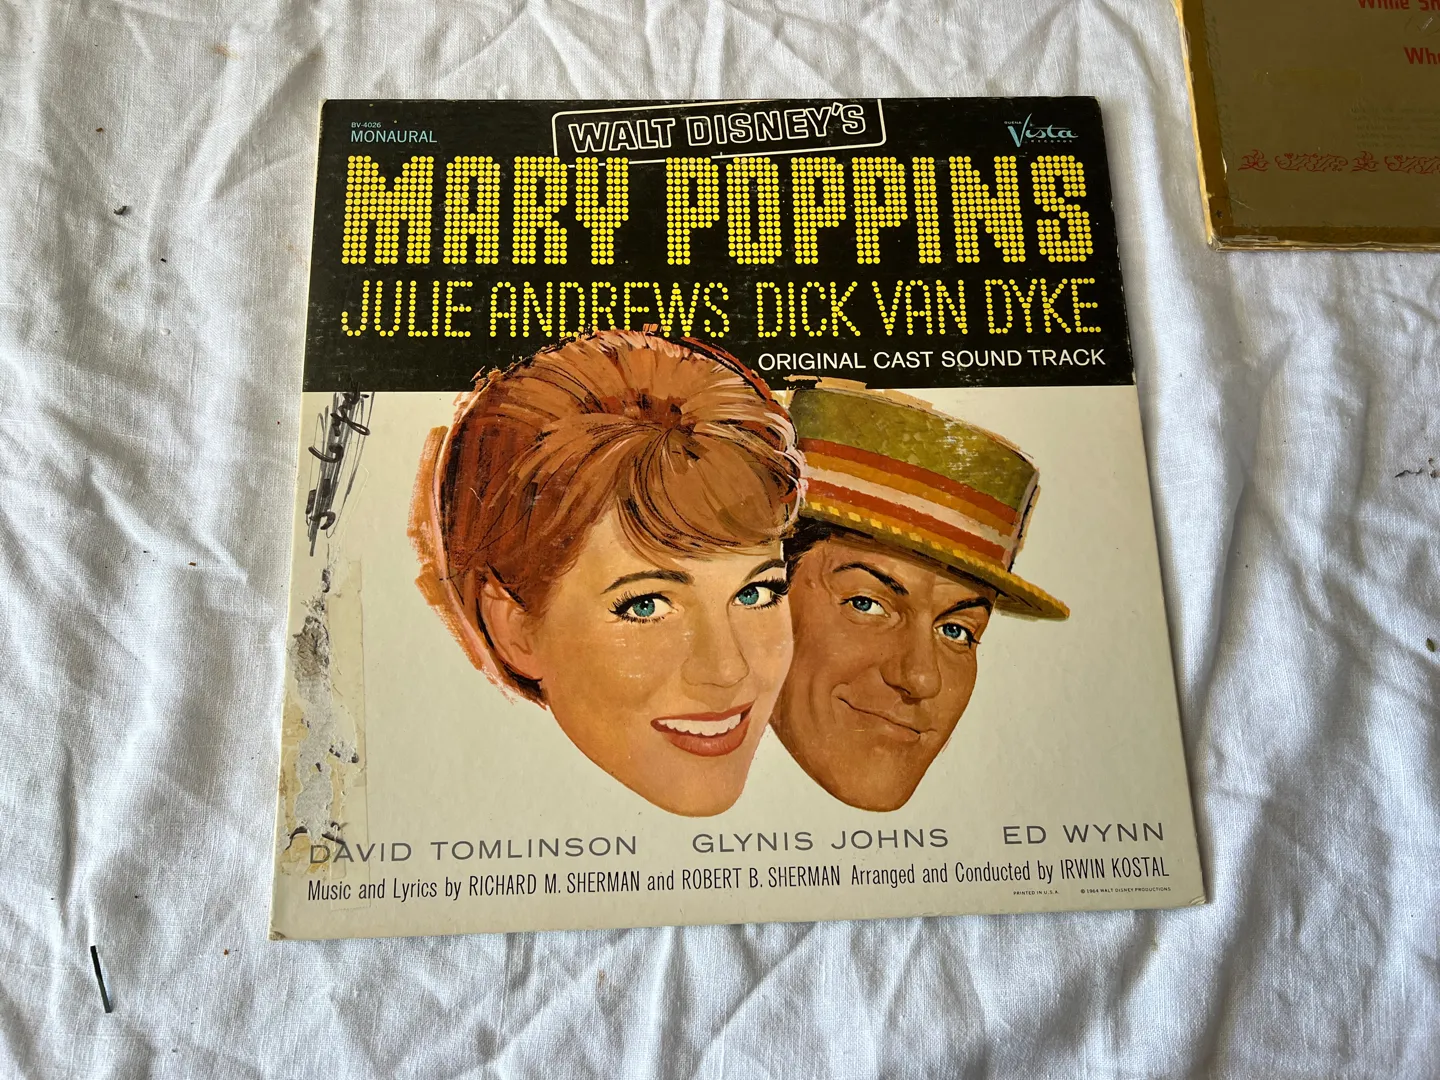 BV-4026
MONAURAL
WALT DISNEY'S
BUENA
Vista
RECORDS
MARY POPPINS
JULIE ANDREWS DICK VAN DYKE
ORIGINAL CAST SOUND TRACK
DAVID TOMLINSON GLYNIS JOHNS ED WYNN
Music and Lyrics by RICHARD M. SHERMAN and ROBERT B. SHERMAN Arranged and Conducted by IRWIN KOSTAL
PRINTED IN U.S.A. © 1964 WALT DISNEY PRODUCTIONS